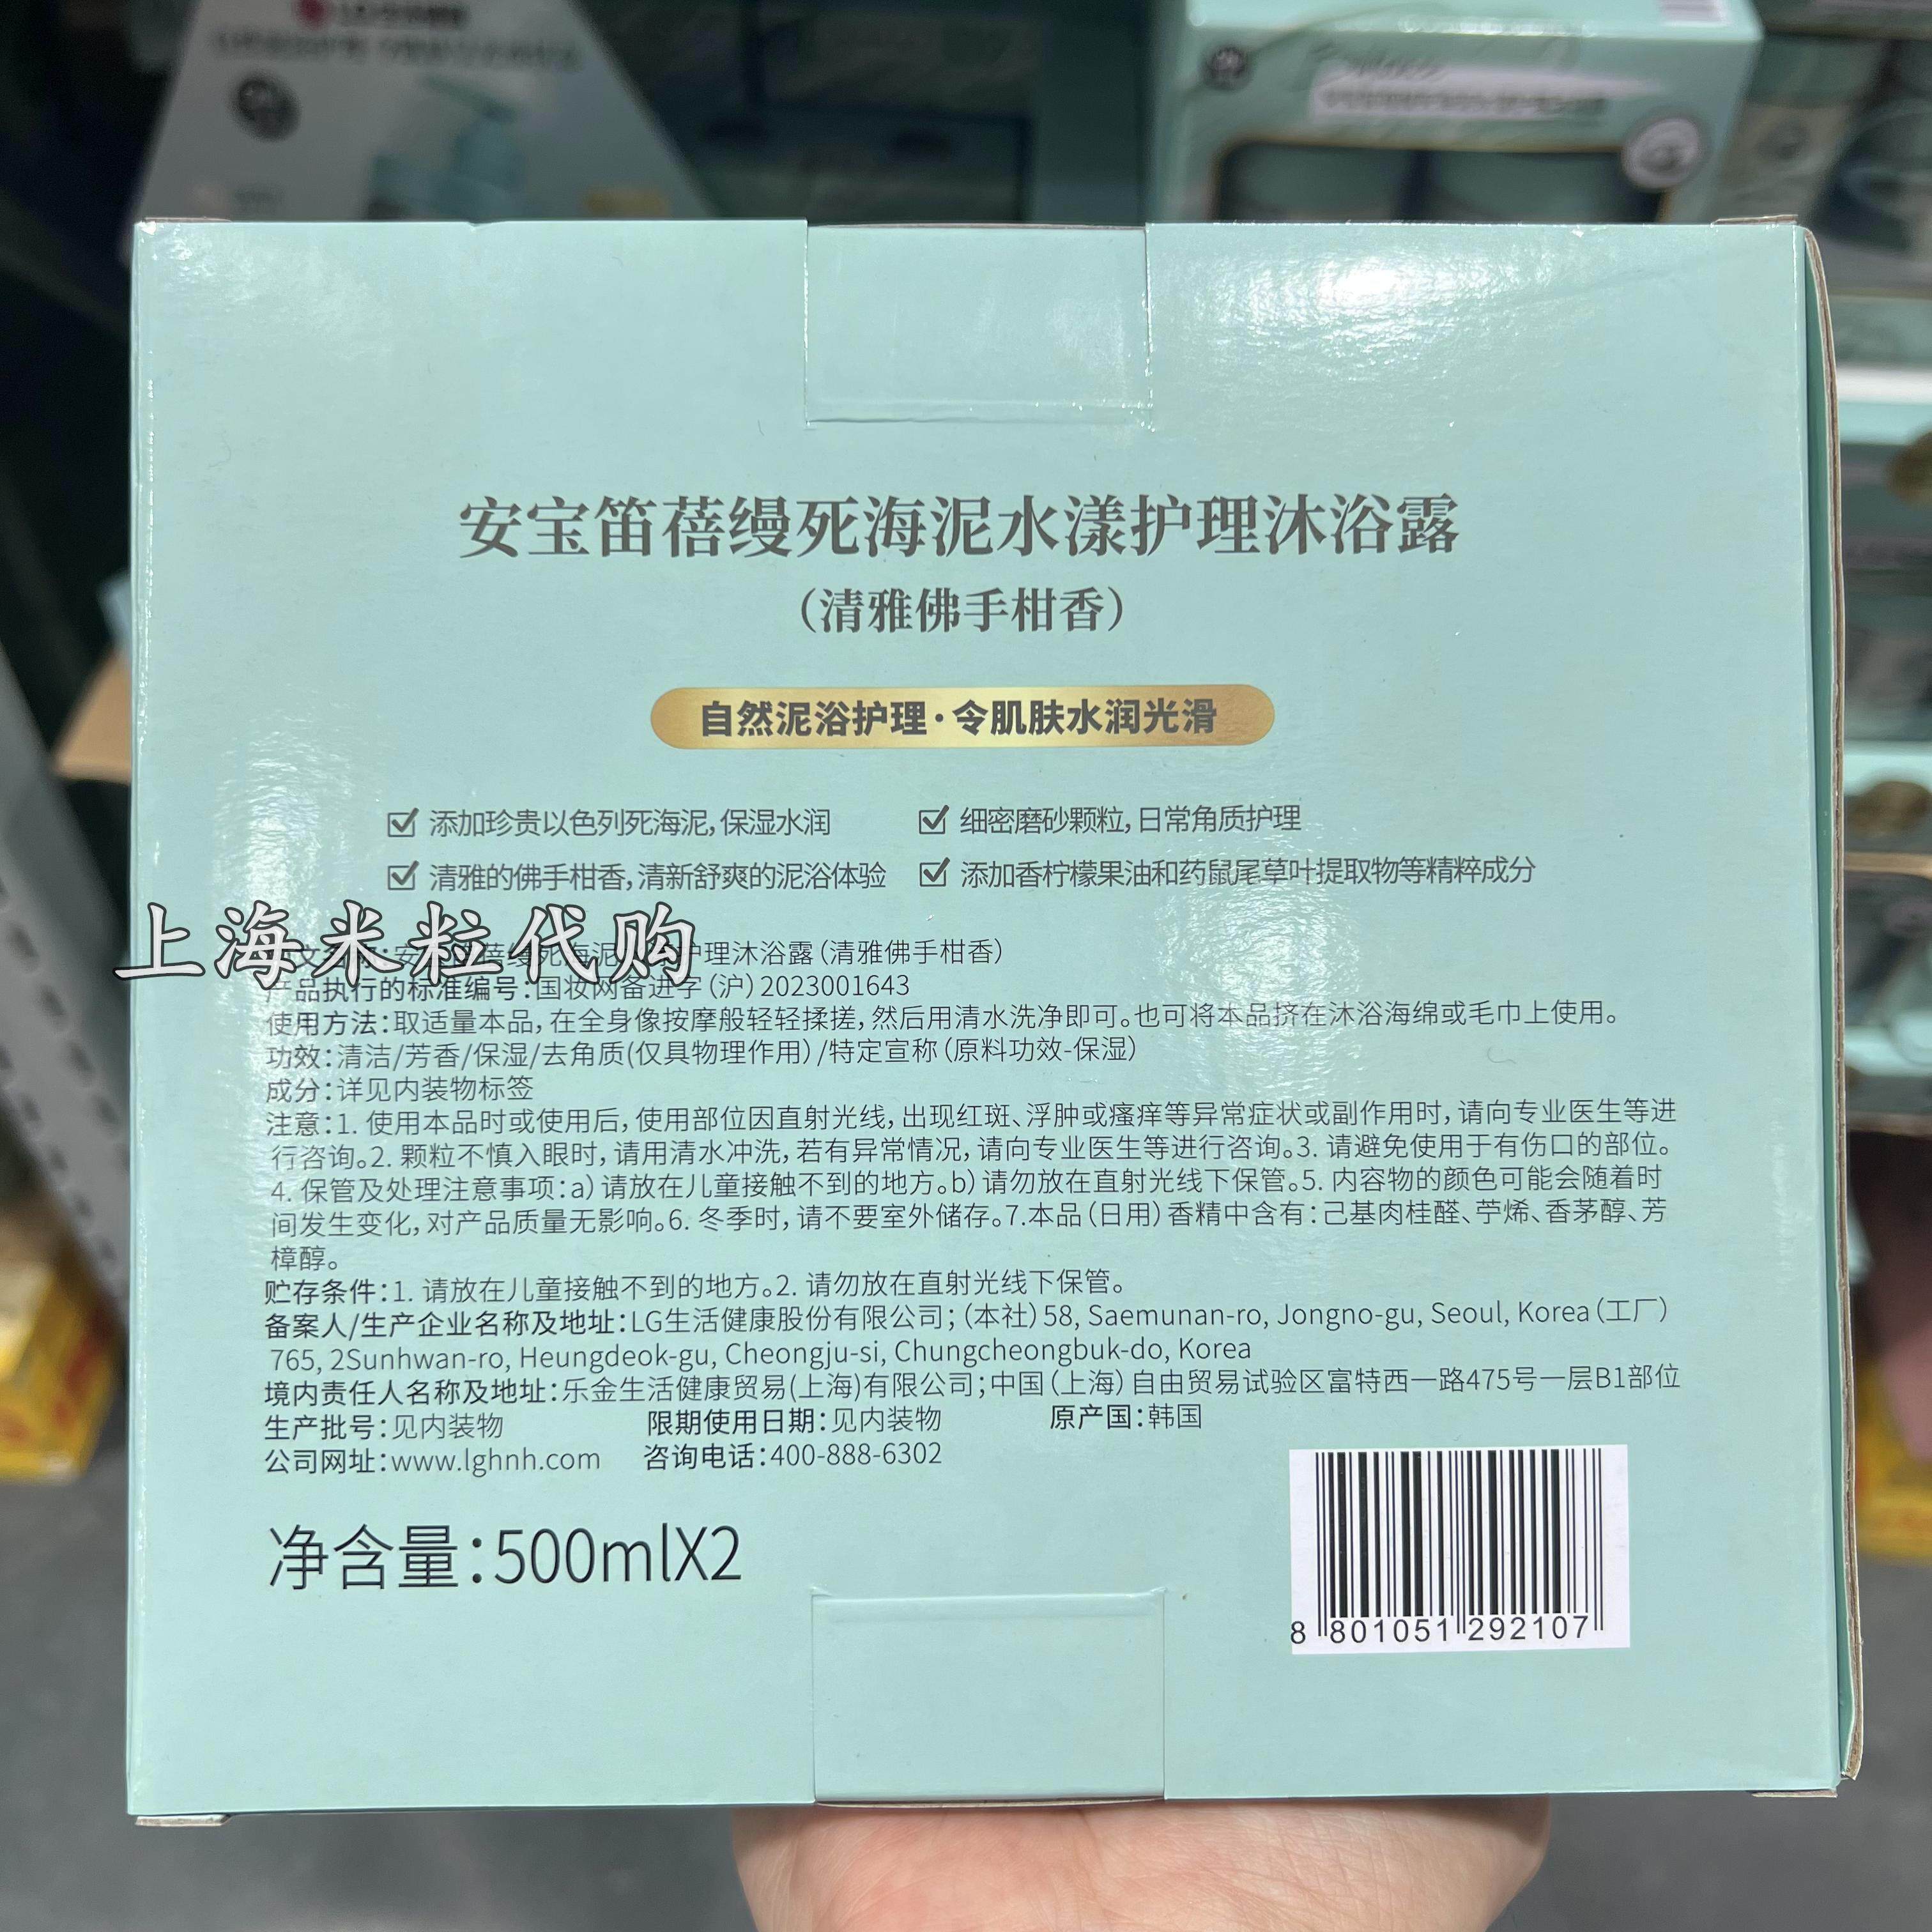 安宝笛蓓缦死海泥水漾护理沐浴露
(清雅佛手柑香)
自然泥浴护理·令肌肤水润光滑
添加珍贵以色列死海泥,保湿水润
细密磨砂颗粒,日常角质护理
清雅的佛手柑香,清新舒爽的泥浴体验
添加香柠檬果油和药鼠尾草叶提取物等精粹成分
上海米粒代购
护理沐浴露(清雅佛手柑香)
产品执行的标准编号:国妆网备进字(沪)2023001643
使用方法:取适量本品,在全身像按摩般轻轻揉搓,然后用清水洗净即可。也可将本品挤在沐浴海绵或毛巾上使用。
功效:清洁/芳香/保湿/去角质(仅具物理作用)/特定宣称(原料功效-保湿)
成分:详见内装物标签
注意:1. 使用本品时或使用后,使用部位因直射光线,出现红斑、浮肿或瘙痒等异常症状或副作用时,请向专业医生等进
行咨询。2. 颗粒不慎入眼时,请用清水冲洗,若有异常情况,请向专业医生等进行咨询。3. 请避免使用于有伤口的部位。
4. 保管及处理注意事项:a)请放在儿童接触不到的地方。b)请勿放在直射光线下保管。5. 内容物的颜色可能会随着时
间发生变化,对产品质量无影响。6. 冬季时,请不要室外储存。7.本品(日用)香精中含有:己基肉桂醛、苧烯、香茅醇、芳
樟醇。
贮存条件:1. 请放在儿童接触不到的地方。2. 请勿放在直射光线下保管。
备案人/生产企业名称及地址:LG生活健康股份有限公司;(本社)58, Saemunan-ro, Jongno-gu, Seoul, Korea(工厂)
765, 2Sunhwan-ro, Heungdeok-gu, Cheongju-si, Chungcheongbuk-do, Korea
境内责任人名称及地址:乐金生活健康贸易(上海)有限公司;中国(上海)自由贸易试验区富特西一路475号一层B1部位
生产批号:见内装物 限期使用日期:见内装物 原产国:韩国
公司网址:www.lghnh.com 咨询电话:400-888-6302
净含量:500mlX2
8 801051 292107